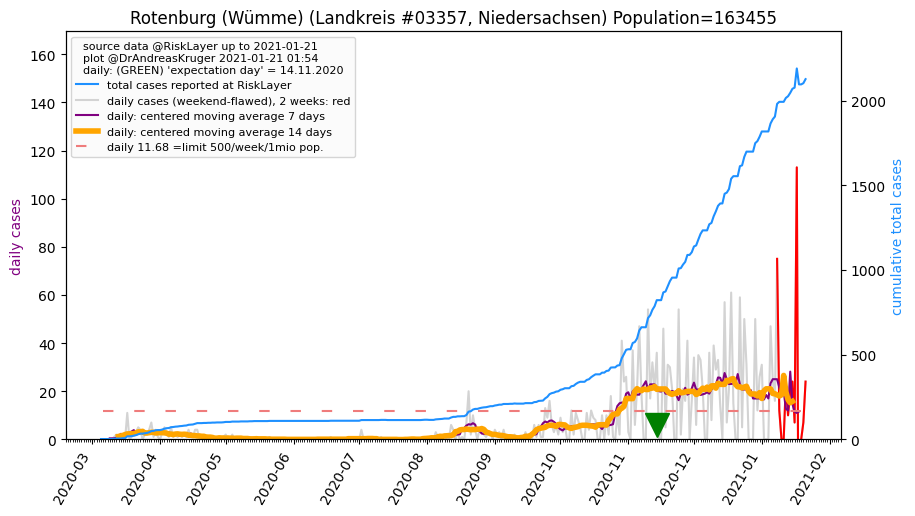 Rotenburg (Wümme) (Landkreis #03357, Niedersachsen) Population=163455
source data @RiskLayer up to 2021-01-21
plot @DrAndreasKruger 2021-01-21 01:54
daily: (GREEN) 'expectation day' = 14.11.2020
total cases reported at RiskLayer
daily cases (weekend-flawed), 2 weeks: red
daily: centered moving average 7 days
daily: centered moving average 14 days
daily 11.68 =limit 500/week/1mio pop.
daily cases
160
140
120
100
80
60
40
20
0
cumulative total cases
2000
1500
1000
500
0
2020-03
2020-04
2020-05
2020-06
2020-07
2020-08
2020-09
2020-10
2020-11
2020-12
2021-01
2021-02